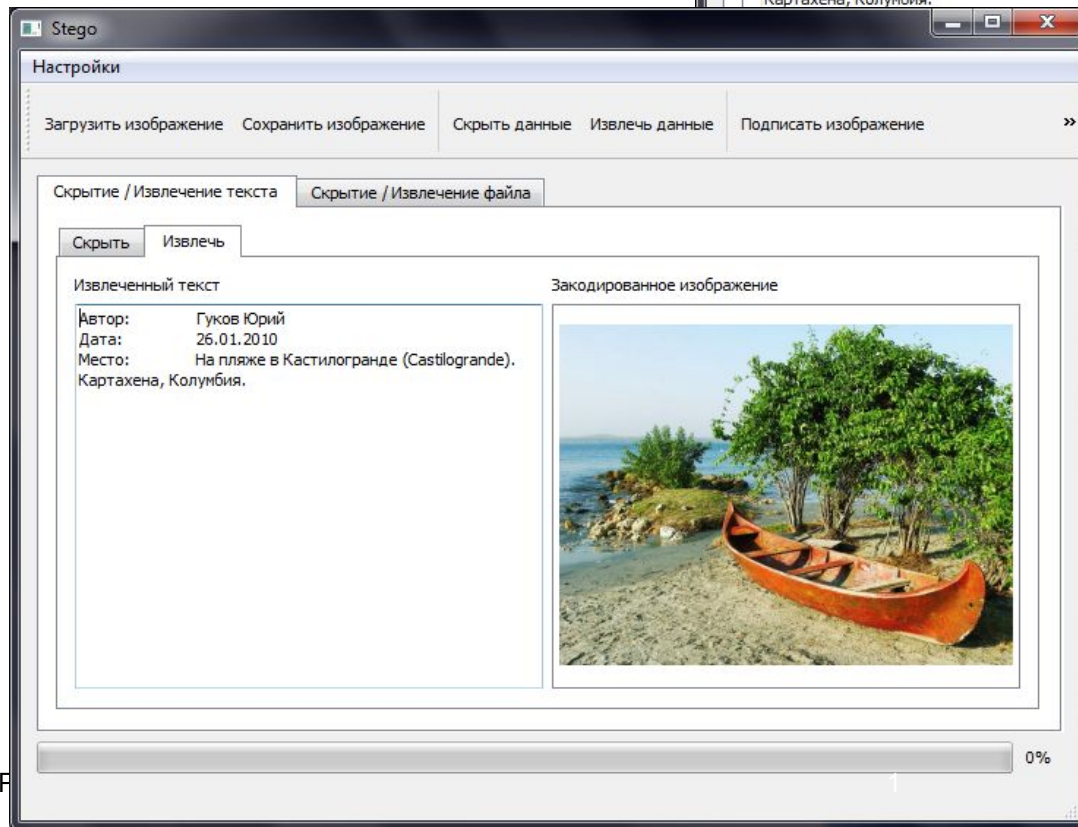 Картахена, Колумбия.
Stego
Настройки
Загрузить изображение Сохранить изображение Скрыть данные Извлечь данные Подписать изображение »
Скрытие / Извлечение текста Скрытие / Извлечение файла
Скрыть Извлечь
Извлеченный текст Закодированное изображение
Автор: Гуков Юрий
Дата: 26.01.2010
Место: На пляже в Кастилогранде (Castilogrande).
Картахена, Колумбия.
0%
1